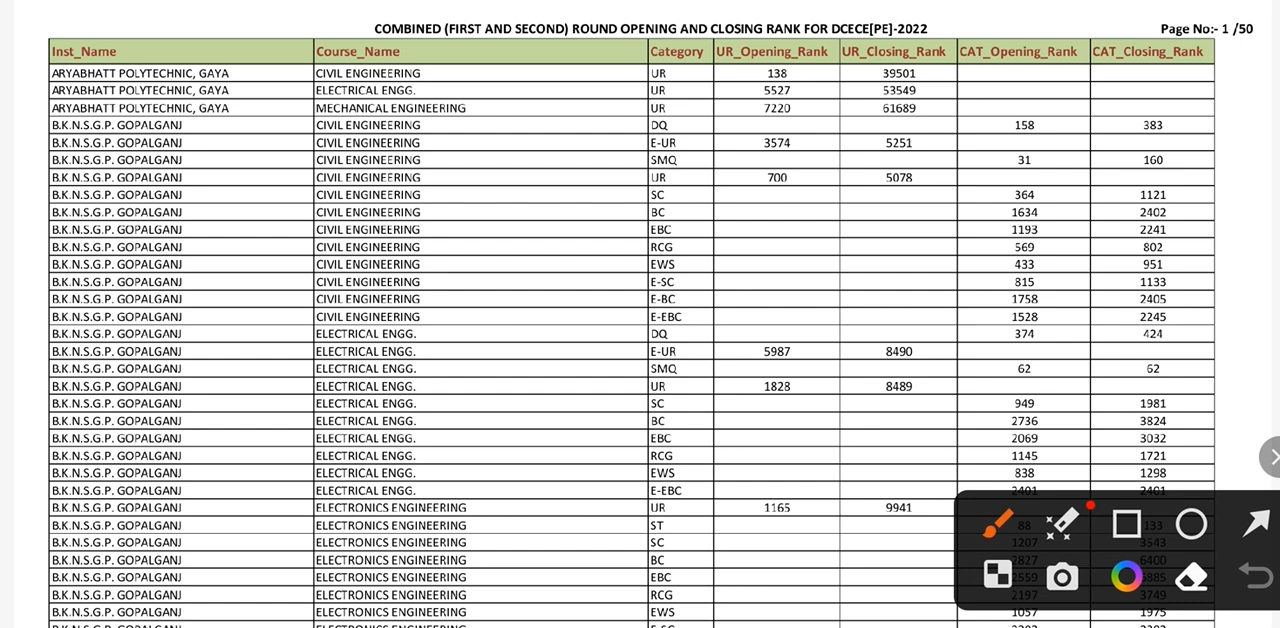 COMBINED (FIRST AND SECOND) ROUND OPENING AND CLOSING RANK FOR DCECE[PE]-2022 Page No:- 1 /50
Inst_Name Course_Name Category UR_Opening_Rank UR_Closing_Rank CAT_Opening_Rank CAT_Closing_Rank
ARYABHATT POLYTECHNIC, GAYA CIVIL ENGINEERING UR 138 39501
ARYABHATT POLYTECHNIC, GAYA ELECTRICAL ENGG. UR 5527 53549
ARYABHATT POLYTECHNIC, GAYA MECHANICAL ENGINEERING UR 7220 61689
B.K.N.S.G.P. GOPALGANJ CIVIL ENGINEERING DQ 158 383
B.K.N.S.G.P. GOPALGANJ CIVIL ENGINEERING E-UR 3574 5251
B.K.N.S.G.P. GOPALGANJ CIVIL ENGINEERING SMQ 31 160
B.K.N.S.G.P. GOPALGANJ CIVIL ENGINEERING UR 700 5078
B.K.N.S.G.P. GOPALGANJ CIVIL ENGINEERING SC 364 1121
B.K.N.S.G.P. GOPALGANJ CIVIL ENGINEERING BC 1634 2402
B.K.N.S.G.P. GOPALGANJ CIVIL ENGINEERING EBC 1193 2241
B.K.N.S.G.P. GOPALGANJ CIVIL ENGINEERING RCG 569 802
B.K.N.S.G.P. GOPALGANJ CIVIL ENGINEERING EWS 433 951
B.K.N.S.G.P. GOPALGANJ CIVIL ENGINEERING E-SC 815 1133
B.K.N.S.G.P. GOPALGANJ CIVIL ENGINEERING E-BC 1758 2405
B.K.N.S.G.P. GOPALGANJ CIVIL ENGINEERING E-EBC 1528 2245
B.K.N.S.G.P. GOPALGANJ ELECTRICAL ENGG. DQ 374 424
B.K.N.S.G.P. GOPALGANJ ELECTRICAL ENGG. E-UR 5987 8490
B.K.N.S.G.P. GOPALGANJ ELECTRICAL ENGG. SMQ 62 62
B.K.N.S.G.P. GOPALGANJ ELECTRICAL ENGG. UR 1828 8489
B.K.N.S.G.P. GOPALGANJ ELECTRICAL ENGG. SC 949 1981
B.K.N.S.G.P. GOPALGANJ ELECTRICAL ENGG. BC 2736 3824
B.K.N.S.G.P. GOPALGANJ ELECTRICAL ENGG. EBC 2069 3032
B.K.N.S.G.P. GOPALGANJ ELECTRICAL ENGG. RCG 1145 1721
B.K.N.S.G.P. GOPALGANJ ELECTRICAL ENGG. EWS 838 1298
B.K.N.S.G.P. GOPALGANJ ELECTRICAL ENGG. E-EBC 2401 2401
B.K.N.S.G.P. GOPALGANJ ELECTRONICS ENGINEERING UR 1165 9941
B.K.N.S.G.P. GOPALGANJ ELECTRONICS ENGINEERING ST 88 133
B.K.N.S.G.P. GOPALGANJ ELECTRONICS ENGINEERING SC 1207 3543
B.K.N.S.G.P. GOPALGANJ ELECTRONICS ENGINEERING BC 6400
B.K.N.S.G.P. GOPALGANJ ELECTRONICS ENGINEERING EBC
B.K.N.S.G.P. GOPALGANJ ELECTRONICS ENGINEERING RCG 2197 3749
B.K.N.S.G.P. GOPALGANJ ELECTRONICS ENGINEERING EWS 1057 1975